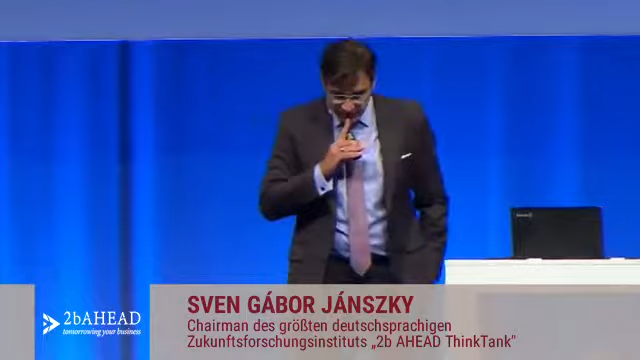 2bAHEAD
tomorrowing your business
SVEN GÁBOR JÁNSZKY
Chairman des größten deutschsprachigen
Zukunftsforschungsinstituts „2b AHEAD ThinkTank"